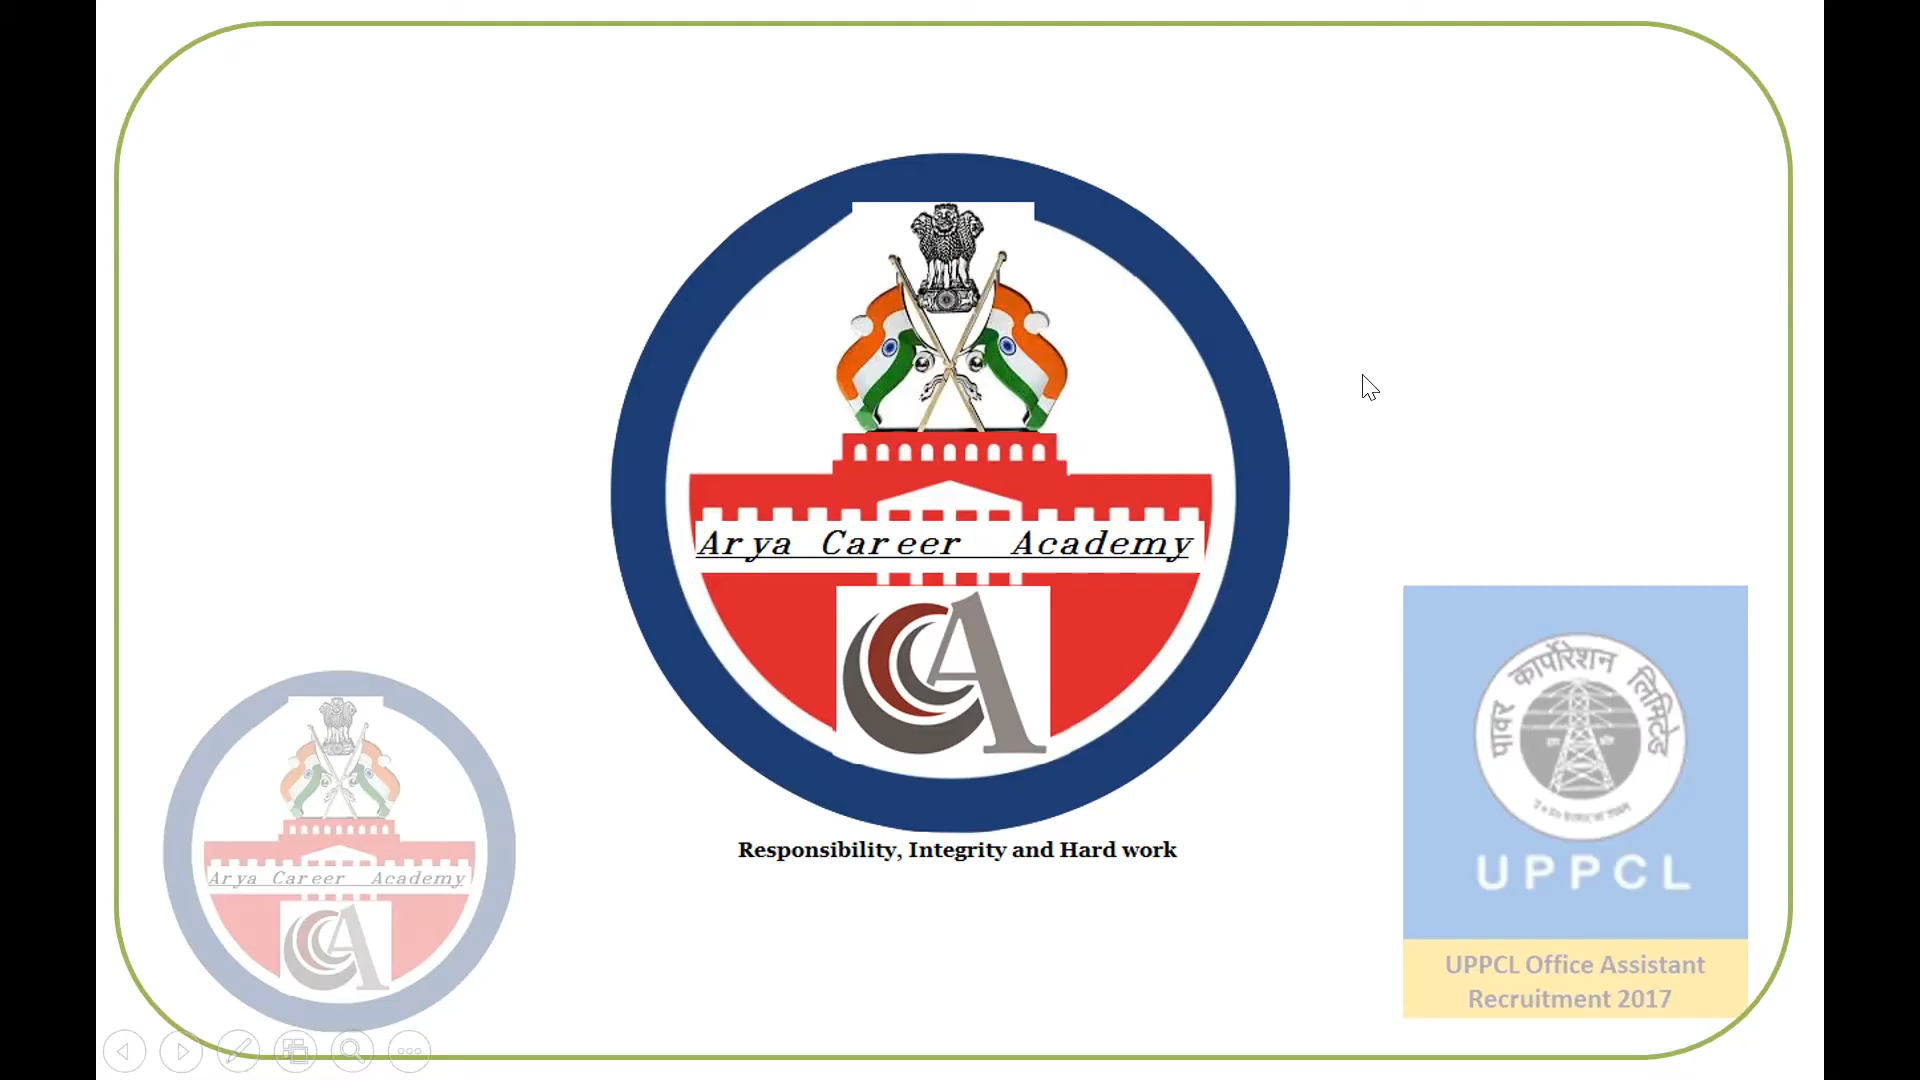 Arya Career Academy
Responsibility, Integrity and Hard work
Arya Career Academy
पावर कार्पोरेशन लिमिटेड
UPPCL
UPPCL Office Assistant
Recruitment 2017